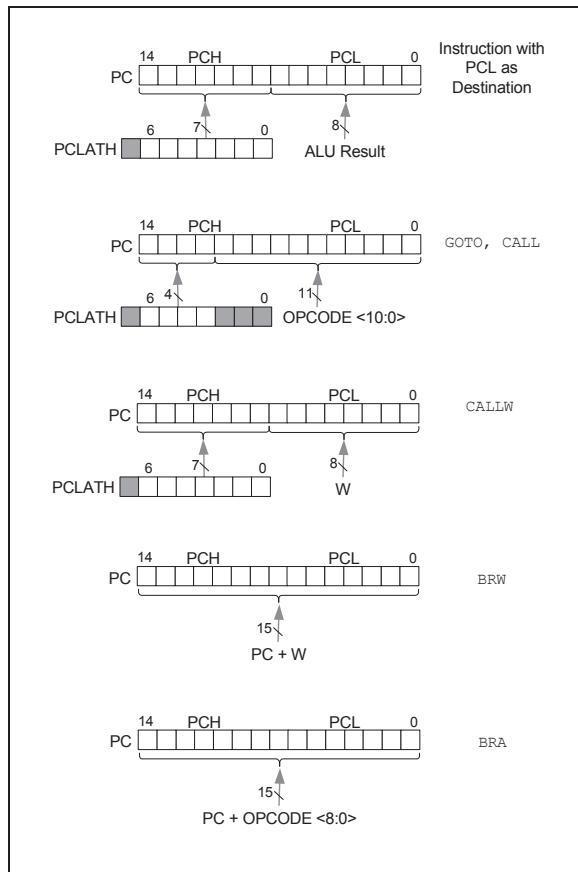 14 PCH PCL 0 Instruction with
PC PCL as
Destination
6 7 0 8
PCLATH ALU Result
14 PCH PCL 0
PC GOTO, CALL
6 4 0 11
PCLATH OPCODE <10:0>
14 PCH PCL 0
PC CALLW
6 7 0 8
PCLATH W
14 PCH PCL 0
PC BRW
15
PC + W
14 PCH PCL 0
PC BRA
15
PC + OPCODE <8:0>